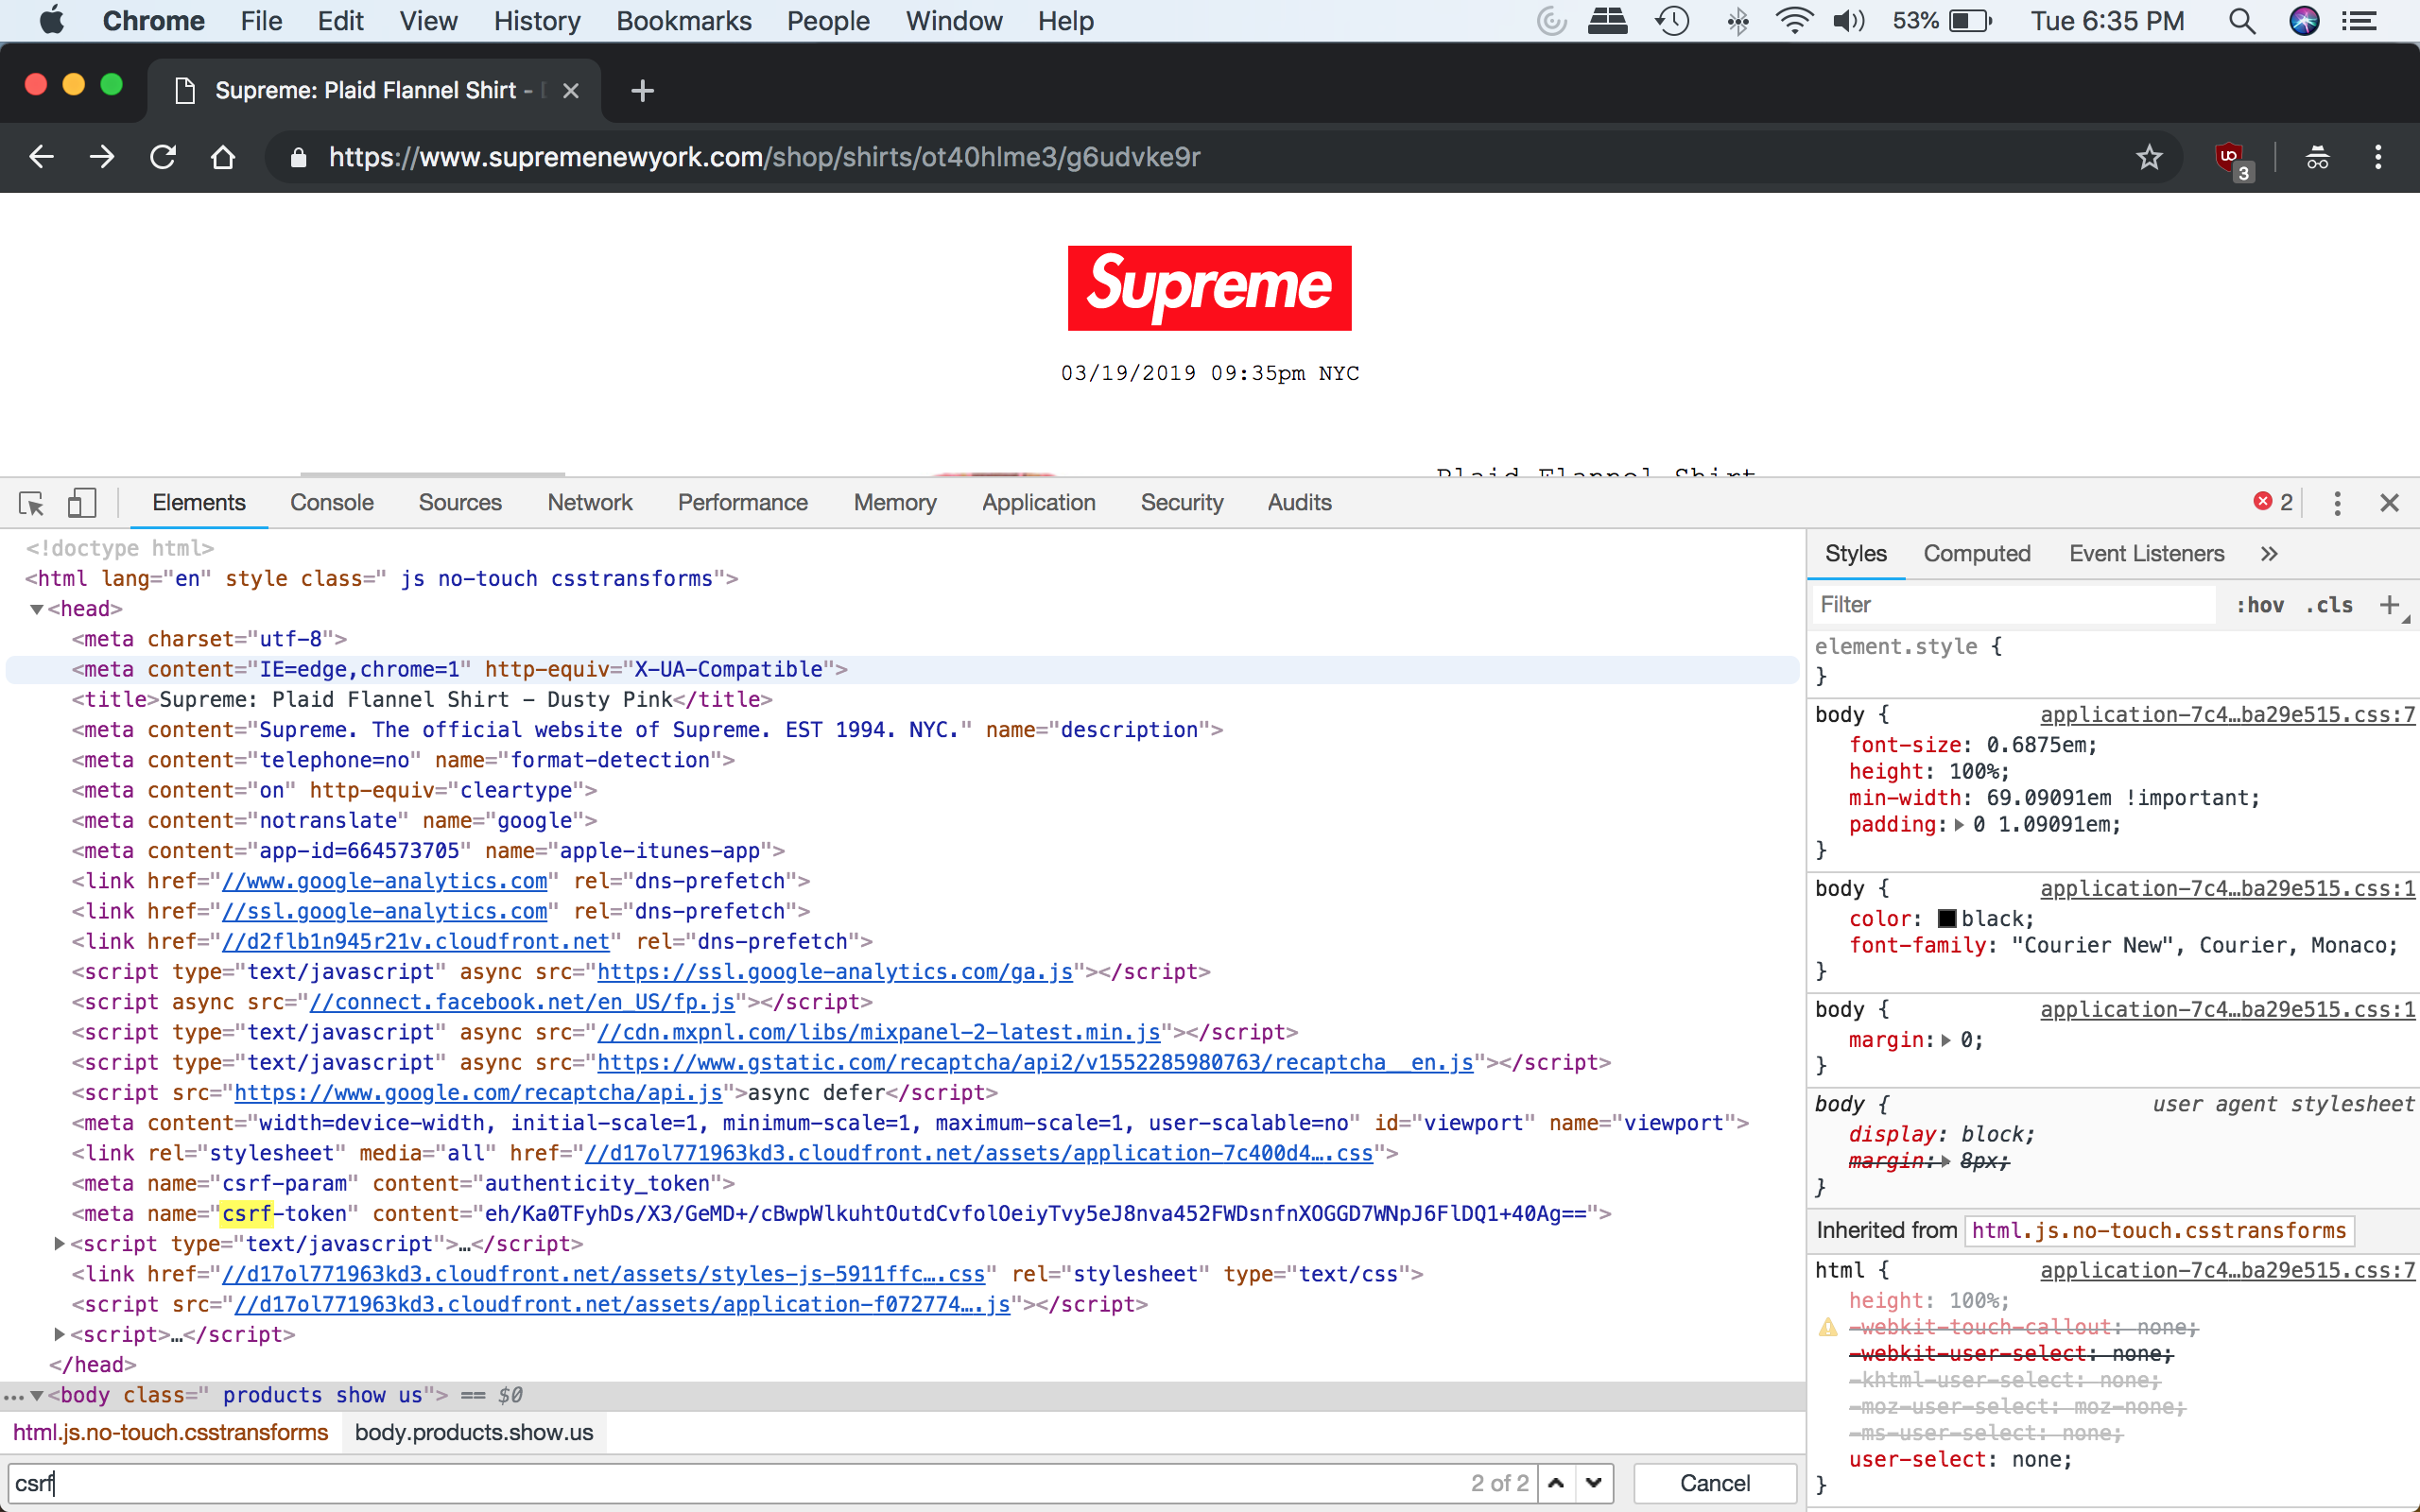 Chrome File Edit View History Bookmarks People Window Help 53% Tue 6:35 PM
Supreme: Plaid Flannel Shirt -
https://www.supremenewyork.com/shop/shirts/ot40hlme3/g6udvke9r
3
Supreme
03/19/2019 09:35pm NYC
Plaid Flannel Shirt
Elements Console Sources Network Performance Memory Application Security Audits 2
<!doctype html>
<html lang="en" style class=" js no-touch csstransforms">
<head>
<meta charset="utf-8">
<meta content="IE=edge,chrome=1" http-equiv="X-UA-Compatible">
<title>Supreme: Plaid Flannel Shirt - Dusty Pink</title>
<meta content="Supreme. The official website of Supreme. EST 1994. NYC." name="description">
<meta content="telephone=no" name="format-detection">
<meta content="on" http-equiv="cleartype">
<meta content="notranslate" name="google">
<meta content="app-id=664573705" name="apple-itunes-app">
<link href="//www.google-analytics.com" rel="dns-prefetch">
<link href="//ssl.google-analytics.com" rel="dns-prefetch">
<link href="//d2flb1n945r21v.cloudfront.net" rel="dns-prefetch">
<script type="text/javascript" async src="https://ssl.google-analytics.com/ga.js"></script>
<script async src="//connect.facebook.net/en_US/fp.js"></script>
<script type="text/javascript" async src="//cdn.mxpnl.com/libs/mixpanel-2-latest.min.js"></script>
<script type="text/javascript" async src="https://www.gstatic.com/recaptcha/api2/v1552285980763/recaptcha__en.js"></script>
<script src="https://www.google.com/recaptcha/api.js">async defer</script>
<meta content="width=device-width, initial-scale=1, minimum-scale=1, maximum-scale=1, user-scalable=no" id="viewport" name="viewport">
<link rel="stylesheet" media="all" href="//d17ol771963kd3.cloudfront.net/assets/application-7c400d4….css">
<meta name="csrf-param" content="authenticity_token">
<meta name="csrf-token" content="eh/Ka0TFyhDs/X3/GeMD+/cBwpWlkuhtOutdCvfolOeiyTvy5eJ8nva452FWDsnfnXOGGD7WNpJ6FlDQ1+40Ag==">
<script type="text/javascript">…</script>
<link href="//d17ol771963kd3.cloudfront.net/assets/styles-js-5911ffc….css" rel="stylesheet" type="text/css">
<script src="//d17ol771963kd3.cloudfront.net/assets/application-f072774….js"></script>
<script>…</script>
</head>
… <body class=" products show us"> == $0
html.js.no-touch.csstransforms body.products.show.us
csrf 2 of 2 Cancel
Styles Computed Event Listeners »
Filter :hov .cls +
element.style {
}
body { application-7c4…ba29e515.css:7
font-size: 0.6875em;
height: 100%;
min-width: 69.09091em !important;
padding: 0 1.09091em;
}
body { application-7c4…ba29e515.css:1
color: black;
font-family: "Courier New", Courier, Monaco;
}
body { application-7c4…ba29e515.css:1
margin: 0;
}
body { user agent stylesheet
display: block;
margin: 8px;
}
Inherited from html.js.no-touch.csstransforms
html { application-7c4…ba29e515.css:7
height: 100%;
-webkit-touch-callout: none;
-webkit-user-select: none;
-khtml-user-select: none;
-moz-user-select: moz-none;
-ms-user-select: none;
user-select: none;
}